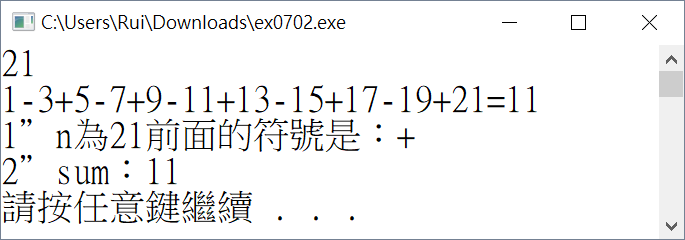 C:\Users\Rui\Downloads\ex0702.exe
21
1-3+5-7+9-11+13-15+17-19+21=11
1” n為21前面的符號是：+
2” sum：11
請按任意鍵繼續 . . .